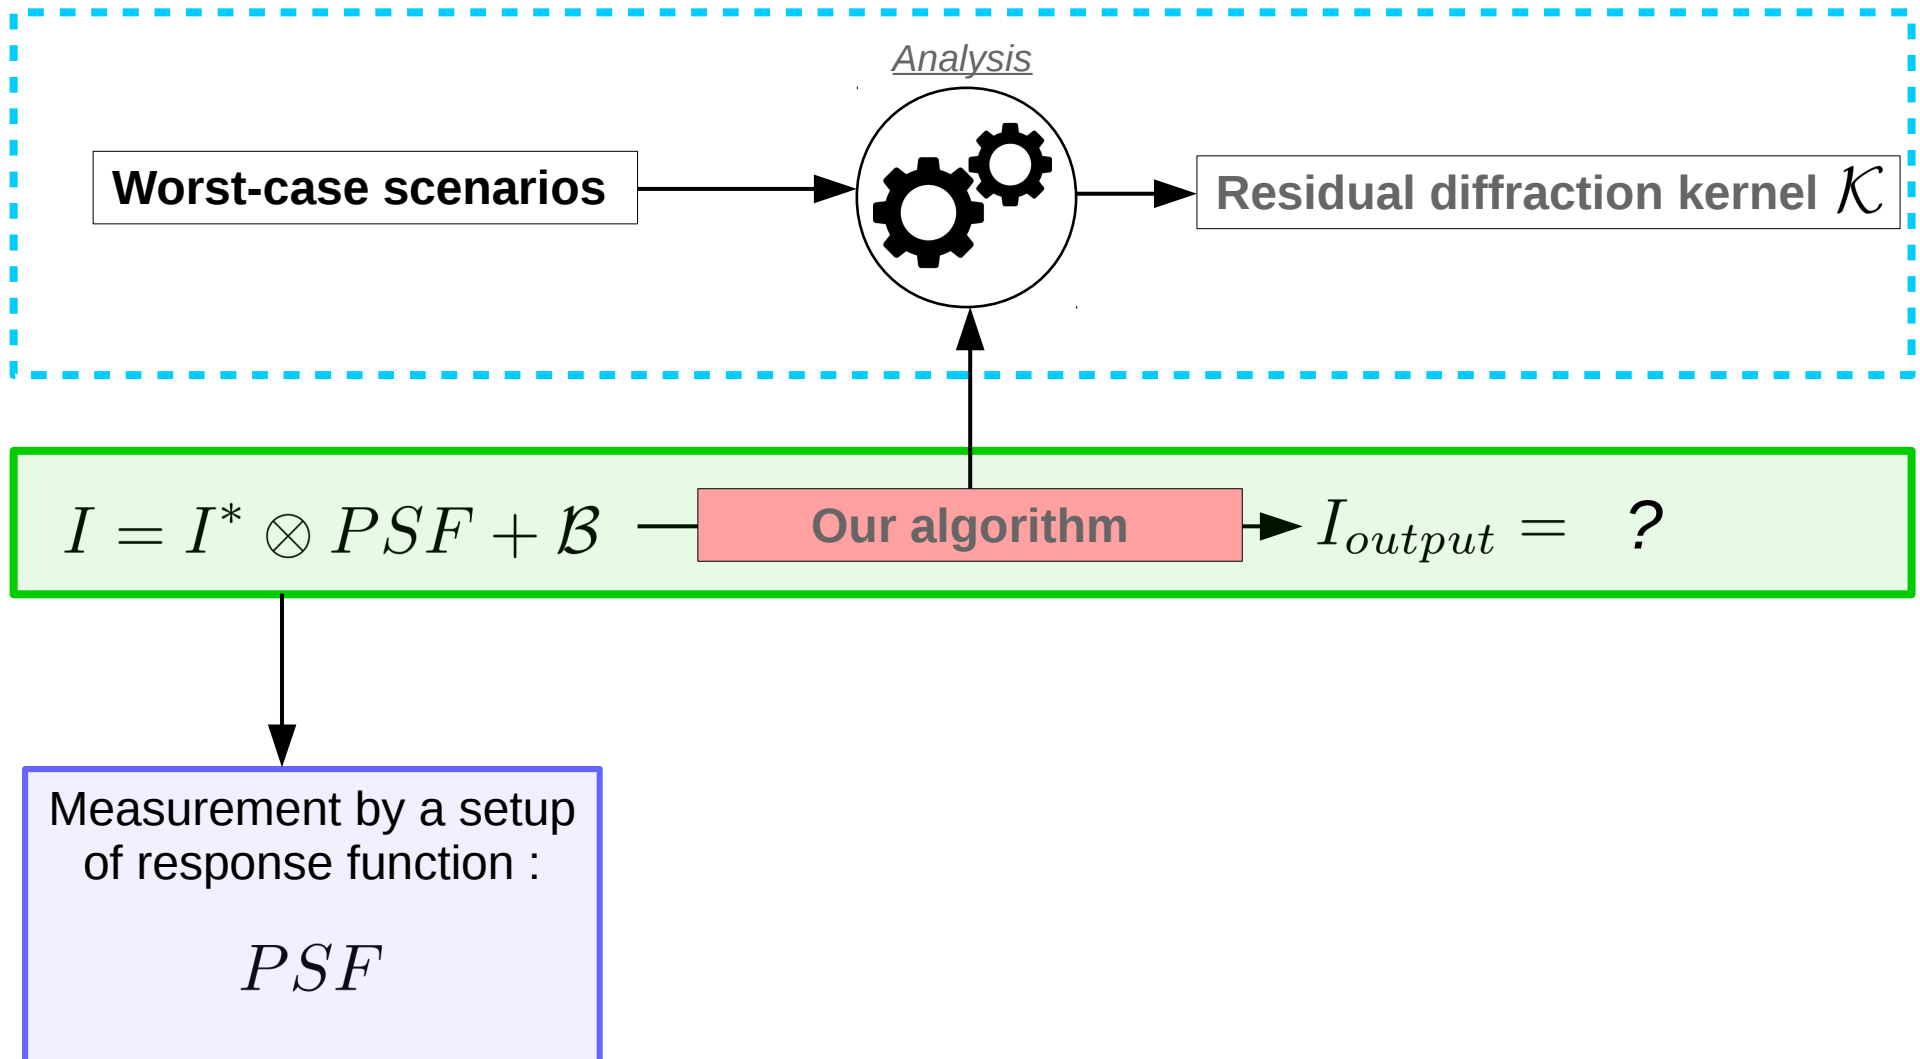 Analysis
Worst-case scenarios
Residual diffraction kernel 𝒦
I = I* ⊗ PSF + ℬ
Our algorithm
I_output = ?
Measurement by a setup
of response function :
PSF